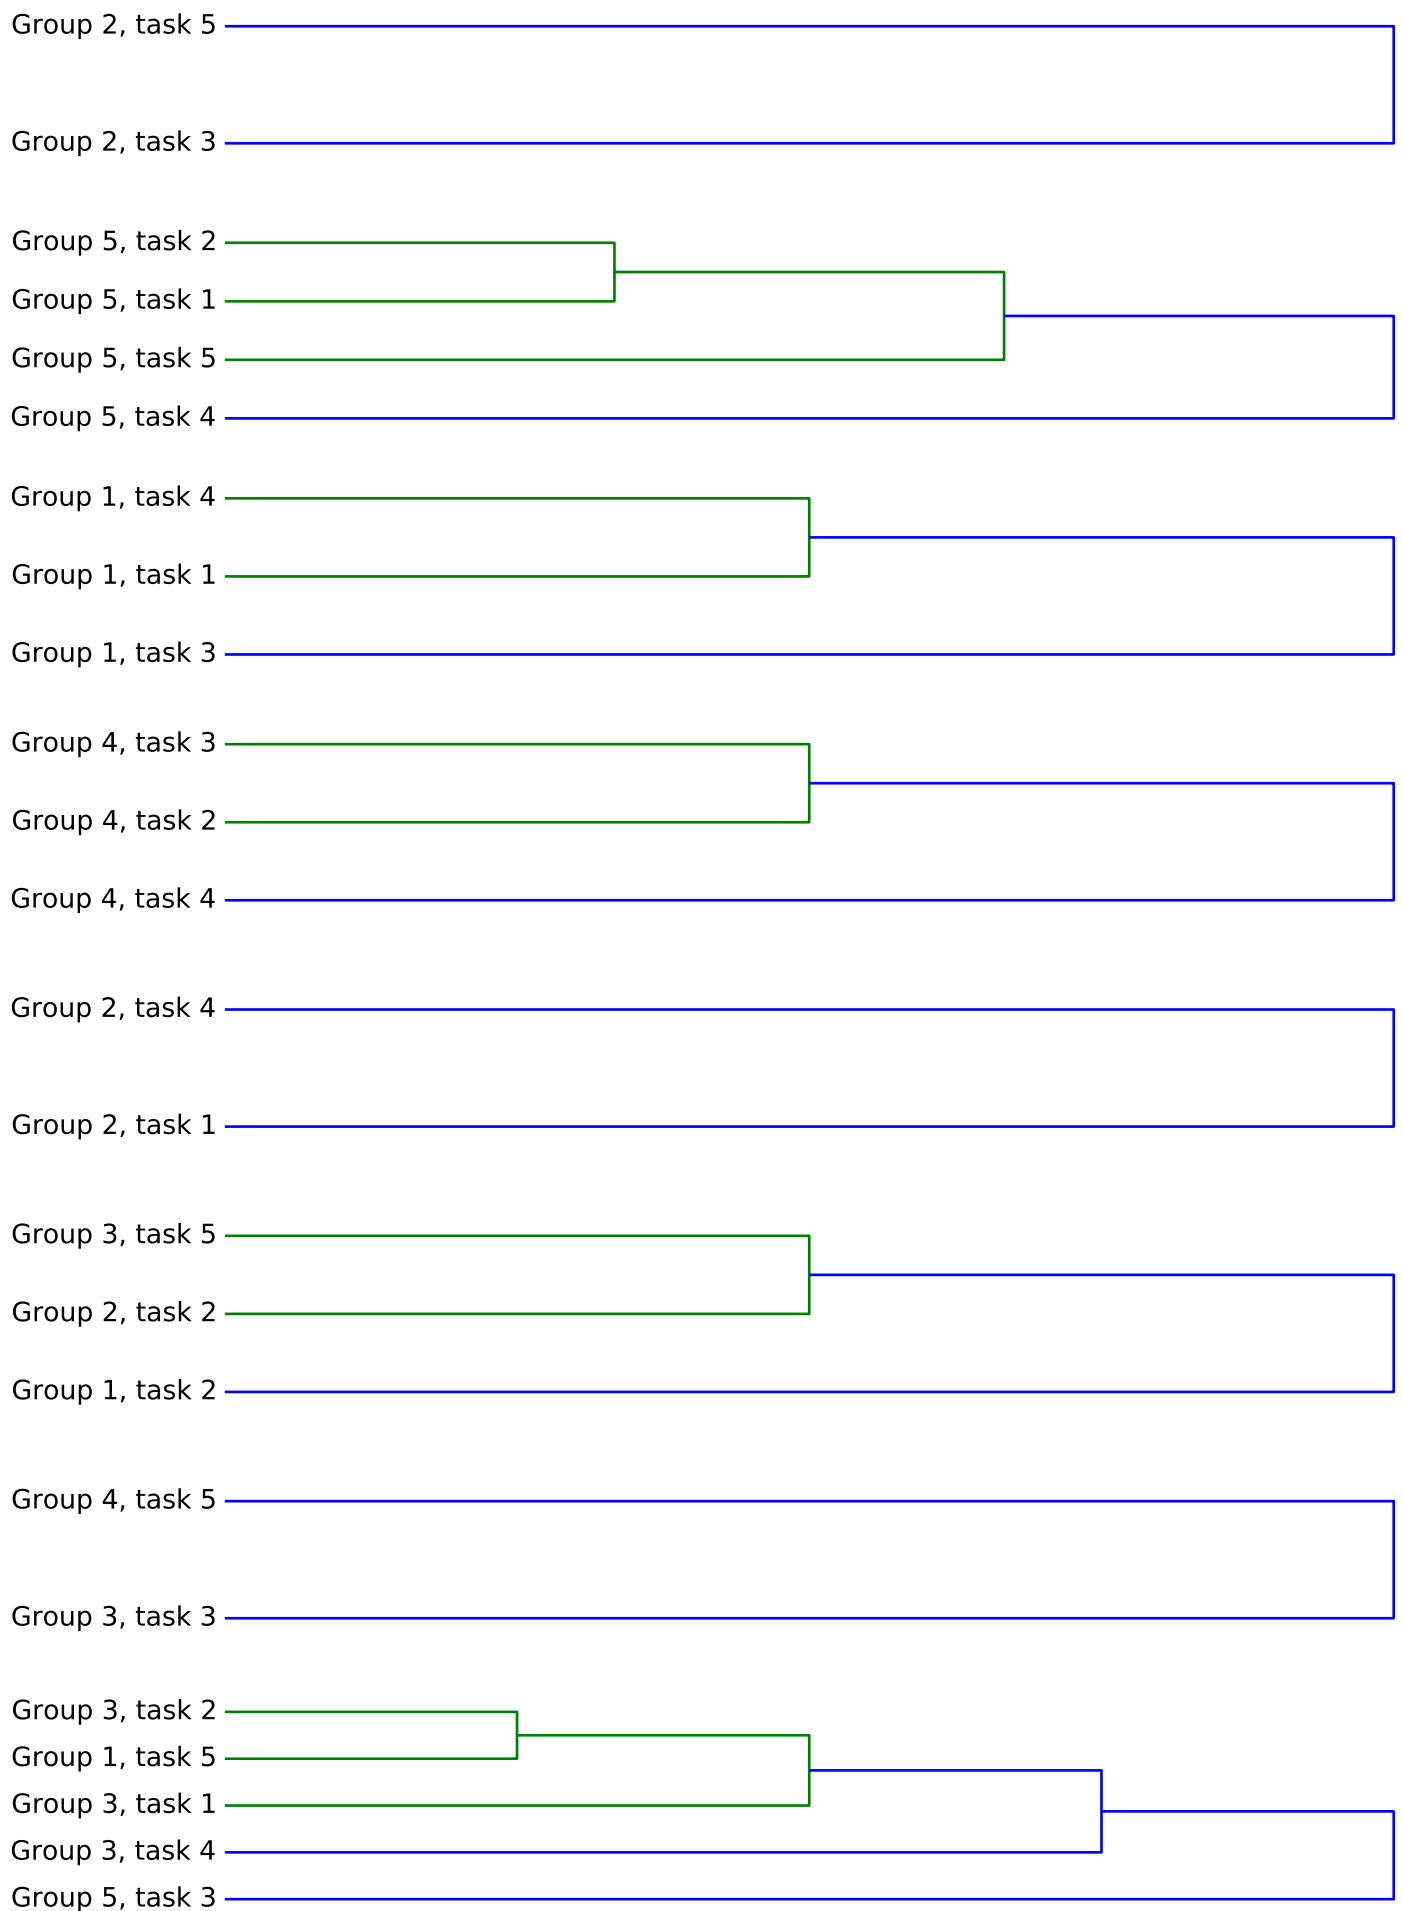 Group 2, task 5
Group 2, task 3
Group 5, task 2
Group 5, task 1
Group 5, task 5
Group 5, task 4
Group 1, task 4
Group 1, task 1
Group 1, task 3
Group 4, task 3
Group 4, task 2
Group 4, task 4
Group 2, task 4
Group 2, task 1
Group 3, task 5
Group 2, task 2
Group 1, task 2
Group 4, task 5
Group 3, task 3
Group 3, task 2
Group 1, task 5
Group 3, task 1
Group 3, task 4
Group 5, task 3